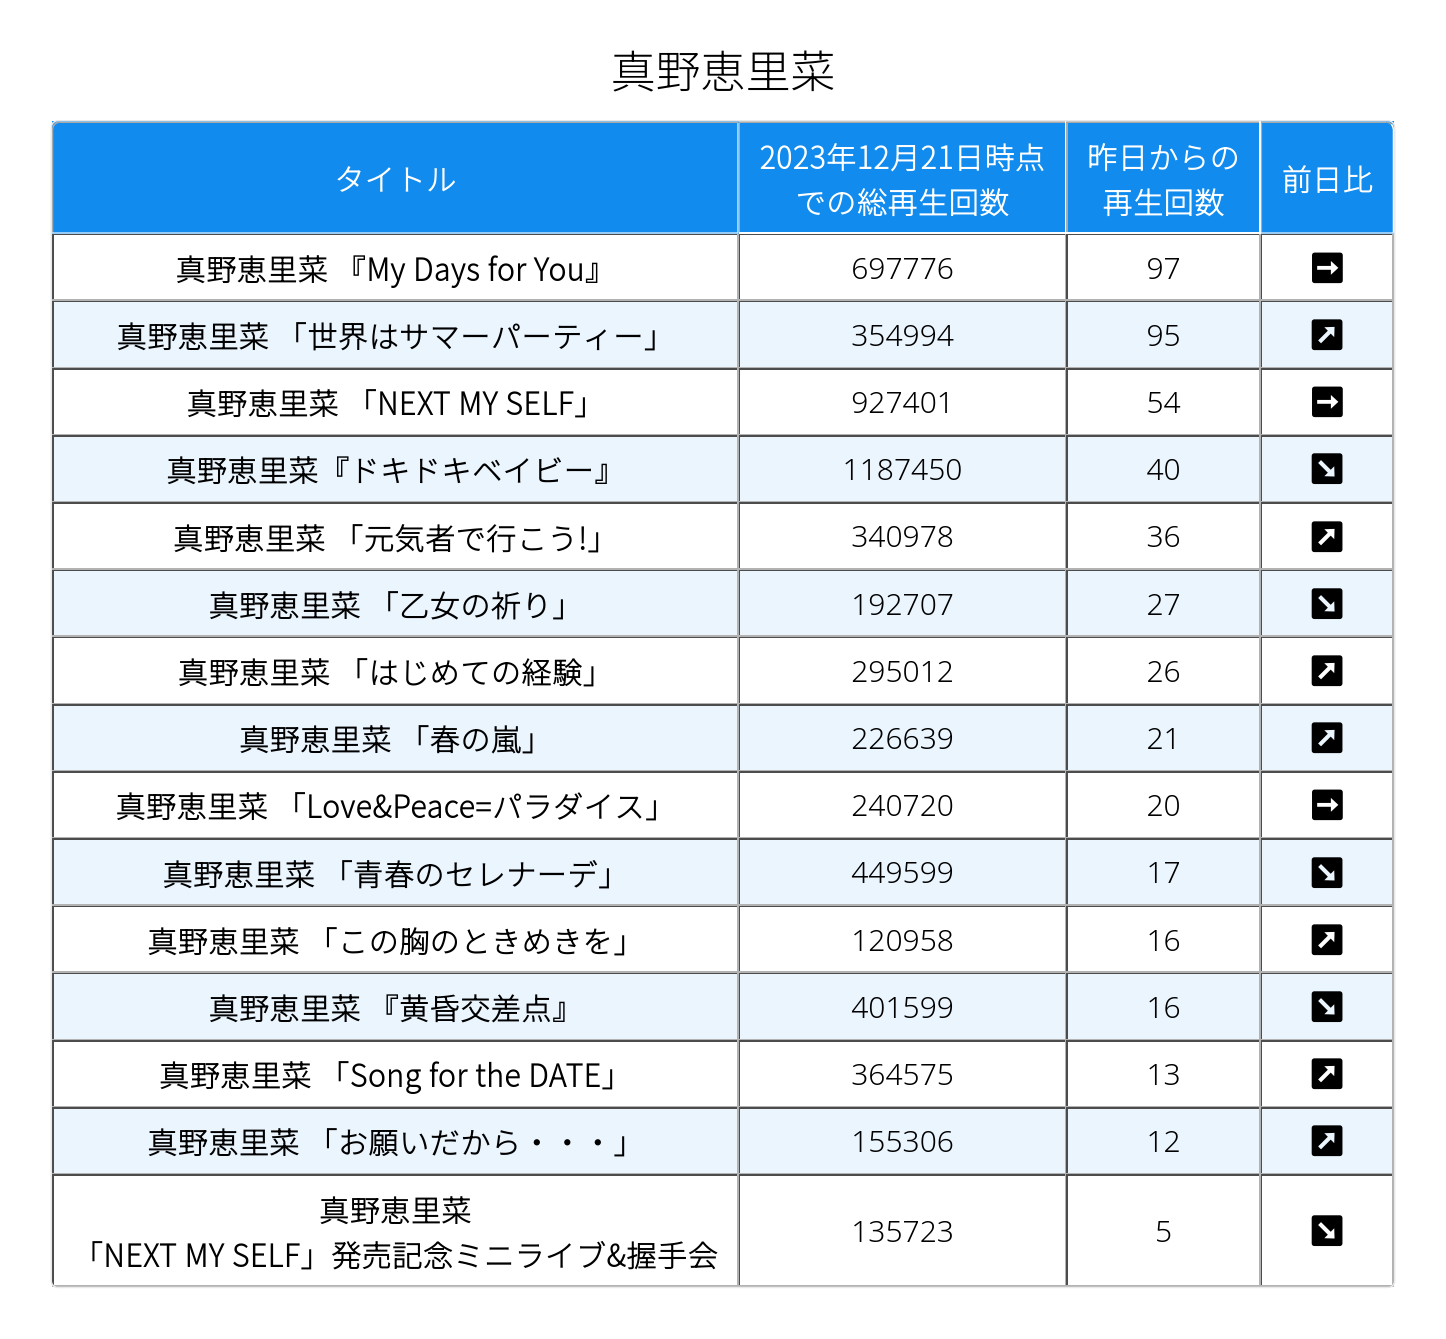 真野恵里菜
タイトル
2023年12月21日時点
での総再生回数
昨日からの
再生回数
前日比
真野恵里菜 『My Days for You』 697776 97 ➡
真野恵里菜 「世界はサマーパーティー」 354994 95 ↗
真野恵里菜 「NEXT MY SELF」 927401 54 ➡
真野恵里菜『ドキドキベイビー』 1187450 40 ↘
真野恵里菜 「元気者で行こう!」 340978 36 ↗
真野恵里菜 「乙女の祈り」 192707 27 ↘
真野恵里菜 「はじめての経験」 295012 26 ↗
真野恵里菜 「春の嵐」 226639 21 ↗
真野恵里菜 「Love&Peace=パラダイス」 240720 20 ➡
真野恵里菜 「青春のセレナーデ」 449599 17 ↘
真野恵里菜 「この胸のときめきを」 120958 16 ↗
真野恵里菜 『黄昏交差点』 401599 16 ↘
真野恵里菜 「Song for the DATE」 364575 13 ↗
真野恵里菜 「お願いだから・・・」 155306 12 ↗
真野恵里菜
「NEXT MY SELF」発売記念ミニライブ&握手会 135723 5 ↘